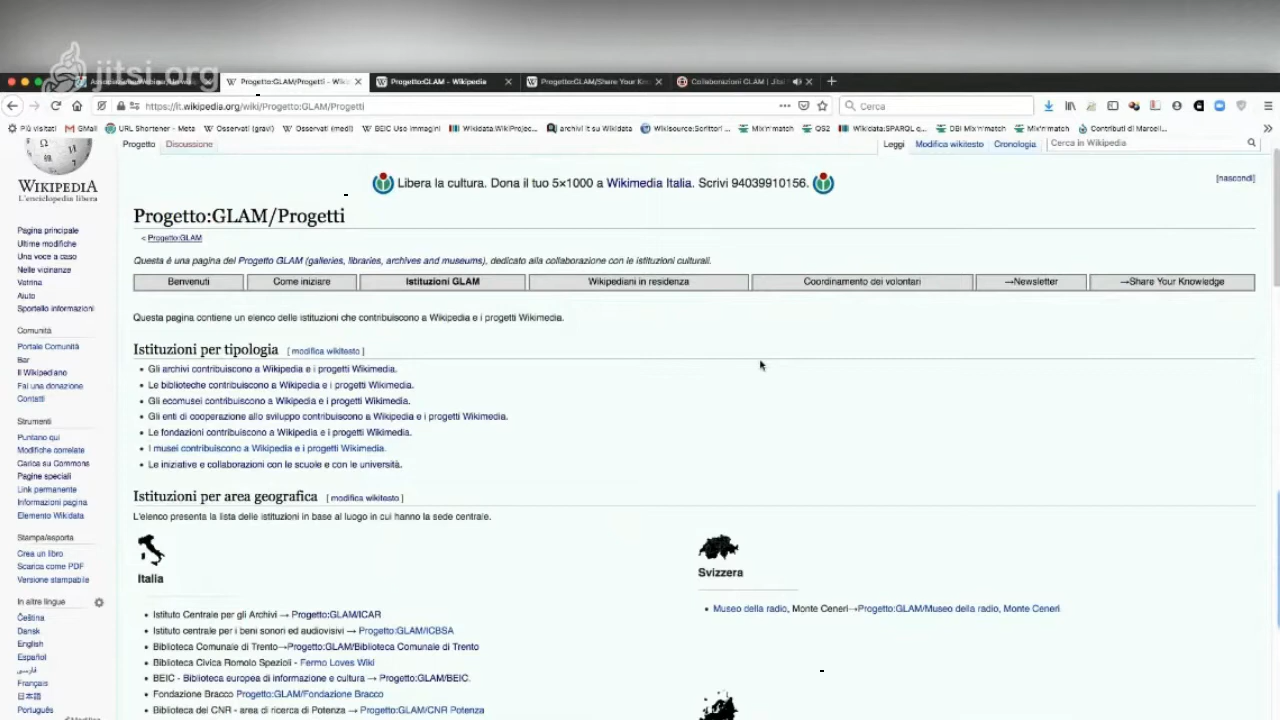 jitsi.org
Progetto:GLAM/Progetti - Wiki
Progetto:GLAM - Wikipedia
Progetto:GLAM/Share Your Kn
Collaborazioni GLAM | Jitsi
https://it.wikipedia.org/wiki/Progetto:GLAM/Progetti
Cerca
Più visitati
GMail
URL Shortener - Meta
Osservati (gravi)
Osservati (medi)
BEIC Uso immagini
Wikidata:WikiProjec...
archivi it su Wikidata
Wikisource:Scrittori ...
Mix'n'match
QS2
Wikidata:SPARQL q...
DBI Mix'n'match
Mix'n'match
Contributi di Marcell...
Progetto
Discussione
Leggi
Modifica wikitesto
Cronologia
Cerca in Wikipedia
WIKIPEDIA
L'enciclopedia libera
Libera la cultura. Dona il tuo 5×1000 a Wikimedia Italia. Scrivi 94039910156.
[nascondi]
Progetto:GLAM/Progetti
< Progetto:GLAM
Questa è una pagina del Progetto GLAM (galleries, libraries, archives and museums), dedicato alla collaborazione con le istituzioni culturali.
Benvenuti
Come iniziare
Istituzioni GLAM
Wikipediani in residenza
Coordinamento dei volontari
→Newsletter
→Share Your Knowledge
Questa pagina contiene un elenco delle istituzioni che contribuiscono a Wikipedia e i progetti Wikimedia.
Istituzioni per tipologia [ modifica wikitesto ]
• Gli archivi contribuiscono a Wikipedia e i progetti Wikimedia.
• Le biblioteche contribuiscono a Wikipedia e i progetti Wikimedia.
• Gli ecomusei contribuiscono a Wikipedia e i progetti Wikimedia.
• Gli enti di cooperazione allo sviluppo contribuiscono a Wikipedia e i progetti Wikimedia.
• Le fondazioni contribuiscono a Wikipedia e i progetti Wikimedia.
• I musei contribuiscono a Wikipedia e i progetti Wikimedia.
• Le iniziative e collaborazioni con le scuole e con le università.
Istituzioni per area geografica [ modifica wikitesto ]
L'elenco presenta la lista delle istituzioni in base al luogo in cui hanno la sede centrale.
Italia
• Istituto Centrale per gli Archivi → Progetto:GLAM/ICAR
• Istituto centrale per i beni sonori ed audiovisivi → Progetto:GLAM/ICBSA
• Biblioteca Comunale di Trento→Progetto:GLAM/Biblioteca Comunale di Trento
• Biblioteca Civica Romolo Spezioli - Fermo Loves Wiki
• BEIC - Biblioteca europea di informazione e cultura → Progetto:GLAM/BEIC.
• Fondazione Bracco Progetto:GLAM/Fondazione Bracco
• Biblioteca del CNR - area di ricerca di Potenza → Progetto:GLAM/CNR Potenza
Svizzera
• Museo della radio, Monte Ceneri→Progetto:GLAM/Museo della radio, Monte Ceneri
Pagina principale
Ultime modifiche
Una voce a caso
Nelle vicinanze
Vetrina
Aiuto
Sportello informazioni
Comunità
Portale Comunità
Bar
Il Wikipediano
Fai una donazione
Contatti
Strumenti
Puntano qui
Modifiche correlate
Carica su Commons
Pagine speciali
Link permanente
Informazioni pagina
Elemento Wikidata
Stampa/esporta
Crea un libro
Scarica come PDF
Versione stampabile
In altre lingue
Čeština
Dansk
English
Español
فارسی
Français
日本語
Português